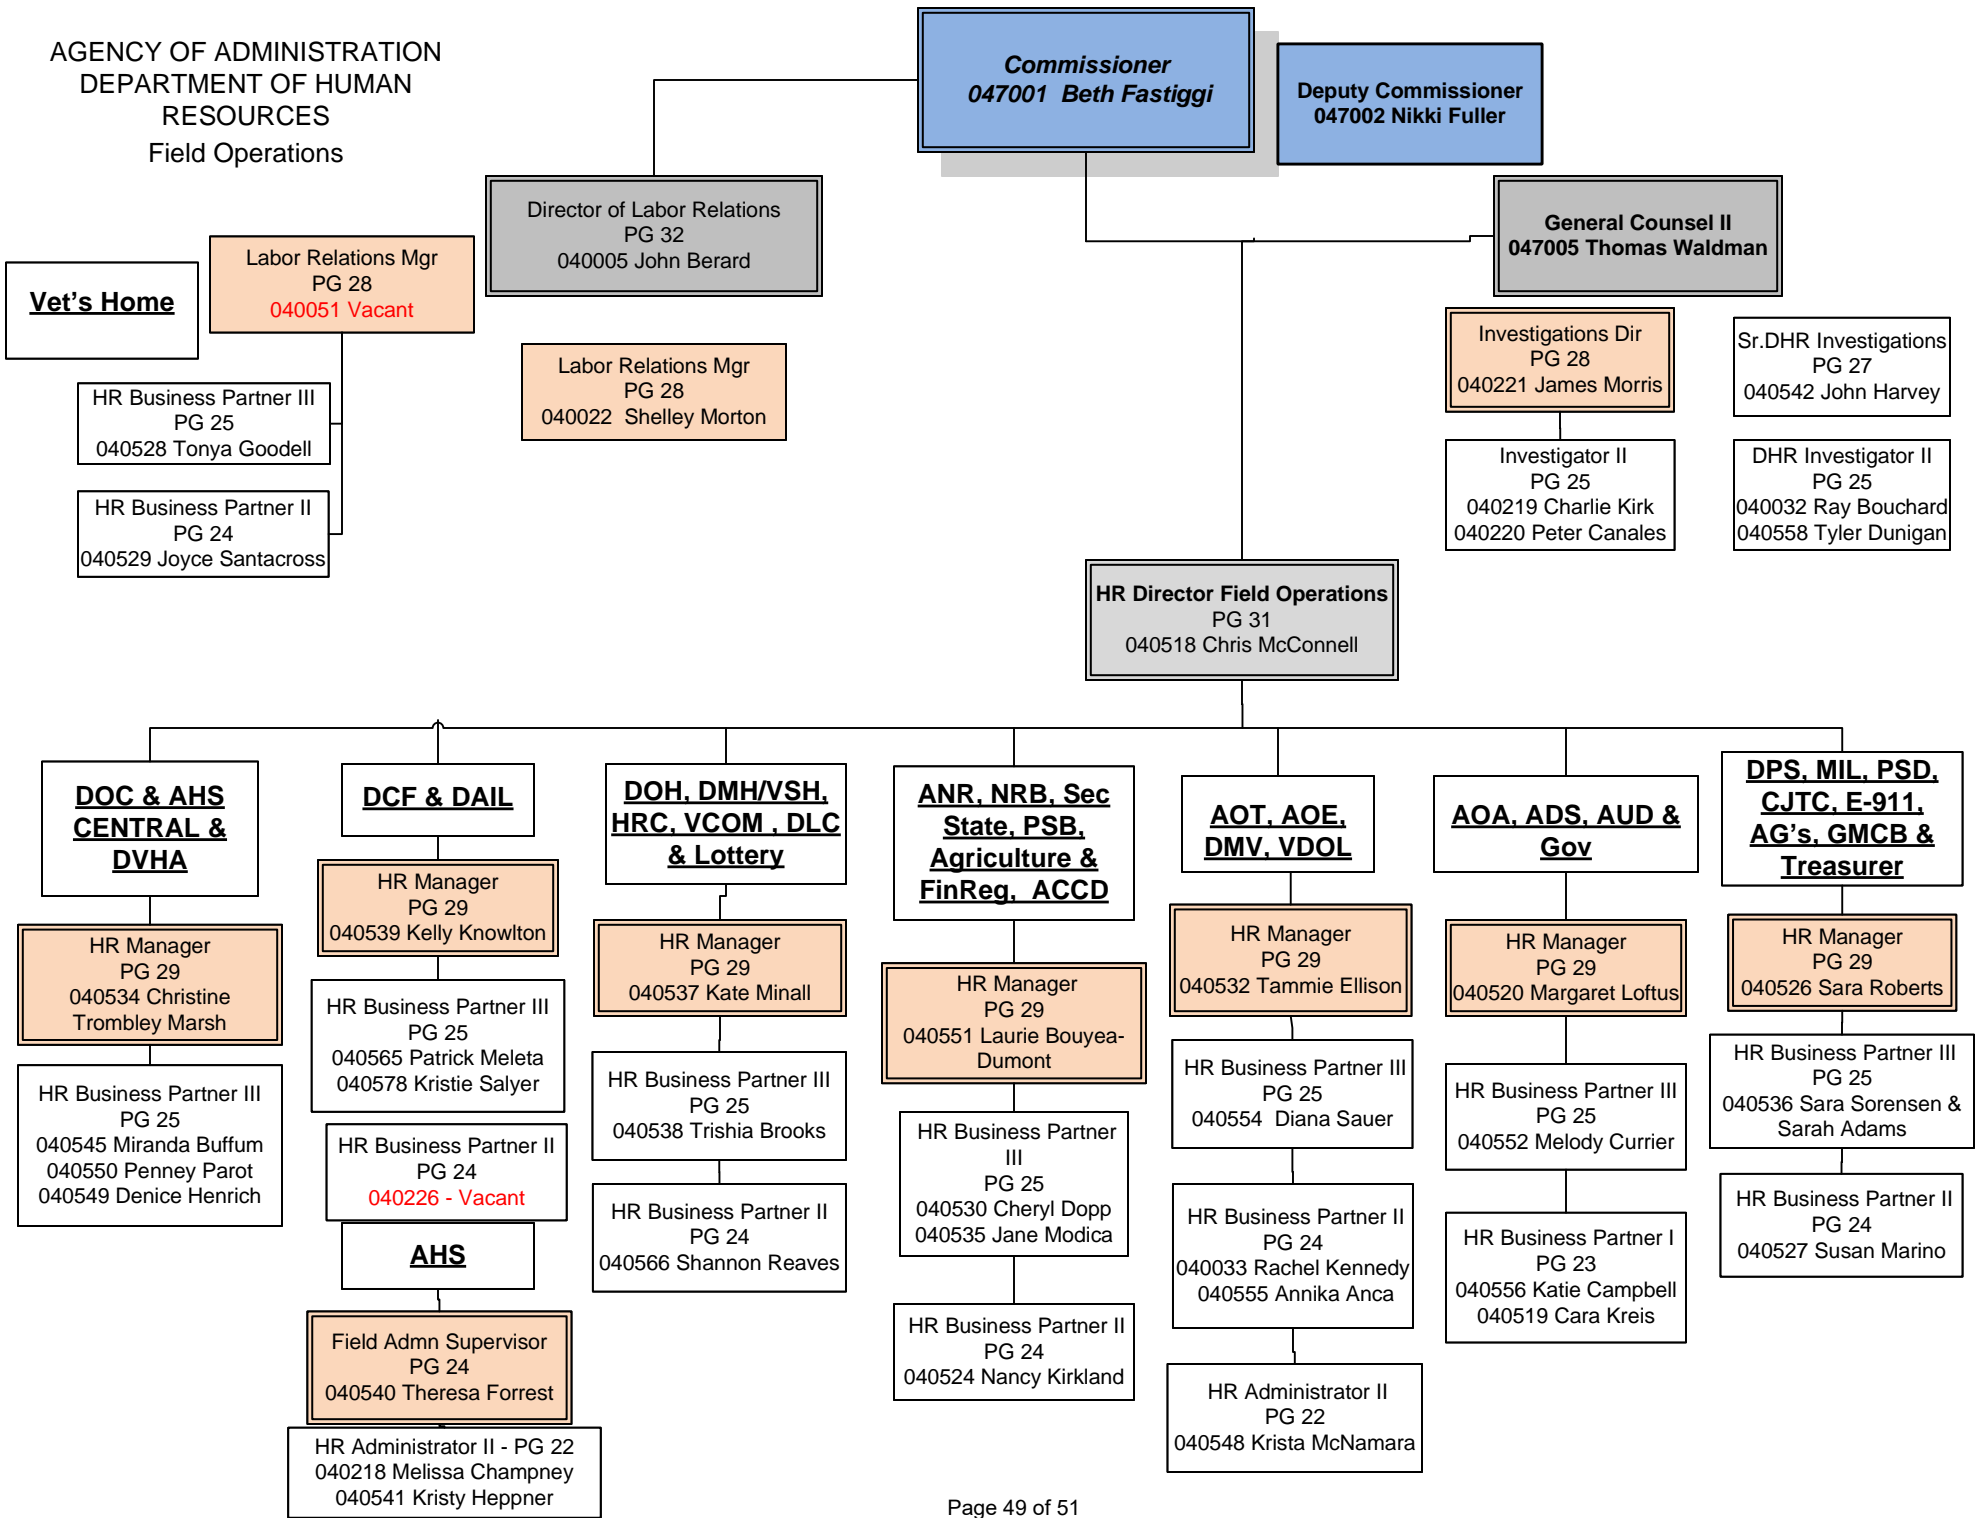 AGENCY OF ADMINISTRATION
DEPARTMENT OF HUMAN
RESOURCES
Field Operations
Commissioner
047001  Beth Fastiggi
Deputy Commissioner
047002 Nikki Fuller
Director of Labor Relations
PG 32
040005 John Berard
General Counsel II
047005 Thomas Waldman
Vet's Home
Labor Relations Mgr
PG 28
040051 Vacant
HR Business Partner III
PG 25
040528 Tonya Goodell
HR Business Partner II
PG 24
040529 Joyce Santacross
Labor Relations Mgr
PG 28
040022  Shelley Morton
Investigations Dir
PG 28
040221 James Morris
Sr.DHR Investigations
PG 27
040542 John Harvey
Investigator II
PG 25
040219 Charlie Kirk
040220 Peter Canales
DHR Investigator II
PG 25
040032 Ray Bouchard
040558 Tyler Dunigan
HR Director Field Operations
PG 31
040518 Chris McConnell
DOC & AHS
CENTRAL &
DVHA
HR Manager
PG 29
040534 Christine
Trombley Marsh
HR Business Partner III
PG 25
040545 Miranda Buffum
040550 Penney Parot
040549 Denice Henrich
DCF & DAIL
HR Manager
PG 29
040539 Kelly Knowlton
HR Business Partner III
PG 25
040565 Patrick Meleta
040578 Kristie Salyer
HR Business Partner II
PG 24
040226 - Vacant
AHS
Field Admn Supervisor
PG 24
040540 Theresa Forrest
HR Administrator II - PG 22
040218 Melissa Champney
040541 Kristy Heppner
DOH, DMH/VSH,
HRC, VCOM , DLC
& Lottery
HR Manager
PG 29
040537 Kate Minall
HR Business Partner III
PG 25
040538 Trishia Brooks
HR Business Partner II
PG 24
040566 Shannon Reaves
ANR, NRB, Sec
State, PSB,
Agriculture &
FinReg,  ACCD
HR Manager
PG 29
040551 Laurie Bouyea-
Dumont
HR Business Partner
III
PG 25
040530 Cheryl Dopp
040535 Jane Modica
HR Business Partner II
PG 24
040524 Nancy Kirkland
AOT, AOE,
DMV, VDOL
HR Manager
PG 29
040532 Tammie Ellison
HR Business Partner III
PG 25
040554  Diana Sauer
HR Business Partner II
PG 24
040033 Rachel Kennedy
040555 Annika Anca
HR Administrator II
PG 22
040548 Krista McNamara
AOA, ADS, AUD &
Gov
HR Manager
PG 29
040520 Margaret Loftus
HR Business Partner III
PG 25
040552 Melody Currier
HR Business Partner I
PG 23
040556 Katie Campbell
040519 Cara Kreis
DPS, MIL, PSD,
CJTC, E-911,
AG's, GMCB &
Treasurer
HR Manager
PG 29
040526 Sara Roberts
HR Business Partner III
PG 25
040536 Sara Sorensen &
Sarah Adams
HR Business Partner II
PG 24
040527 Susan Marino
Page 49 of 51